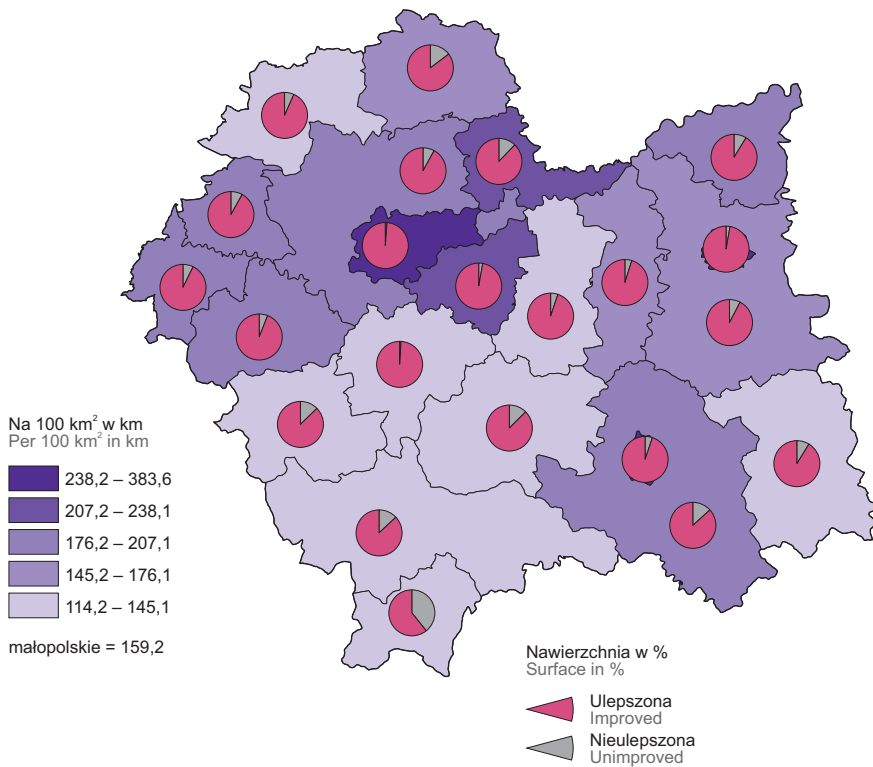 Na 100 km² w km
Per 100 km² in km
238,2 – 383,6
207,2 – 238,1
176,2 – 207,1
145,2 – 176,1
114,2 – 145,1
małopolskie = 159,2
Nawierzchnia w %
Surface in %
Ulepszona
Improved
Nieulepszona
Unimproved